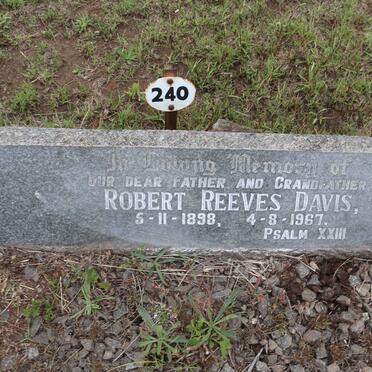 240
In Loving Memory of
OUR DEAR FATHER AND GRANDFATHER
ROBERT REEVES DAVIS,
5-11-1898, 4-8-1967.
PSALM XXIII